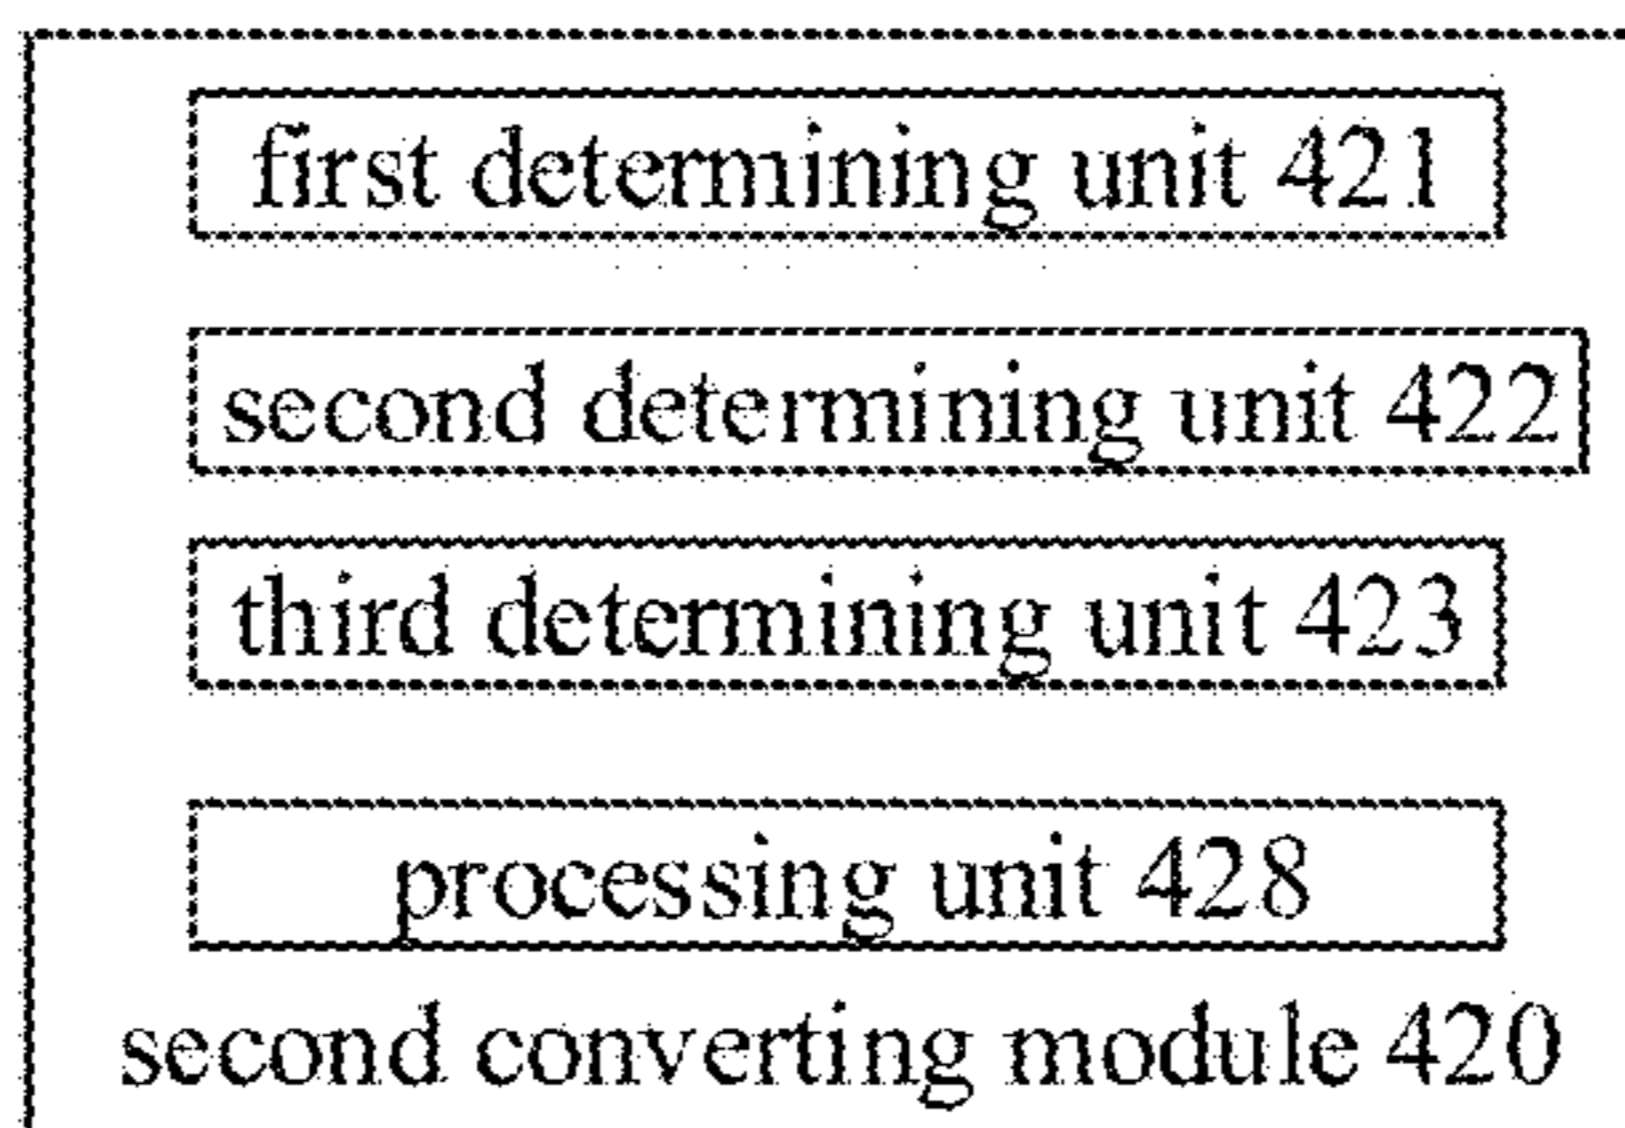 first determining unit 421
second determining unit 422
third determining unit 423
processing unit 428
second converting module 420